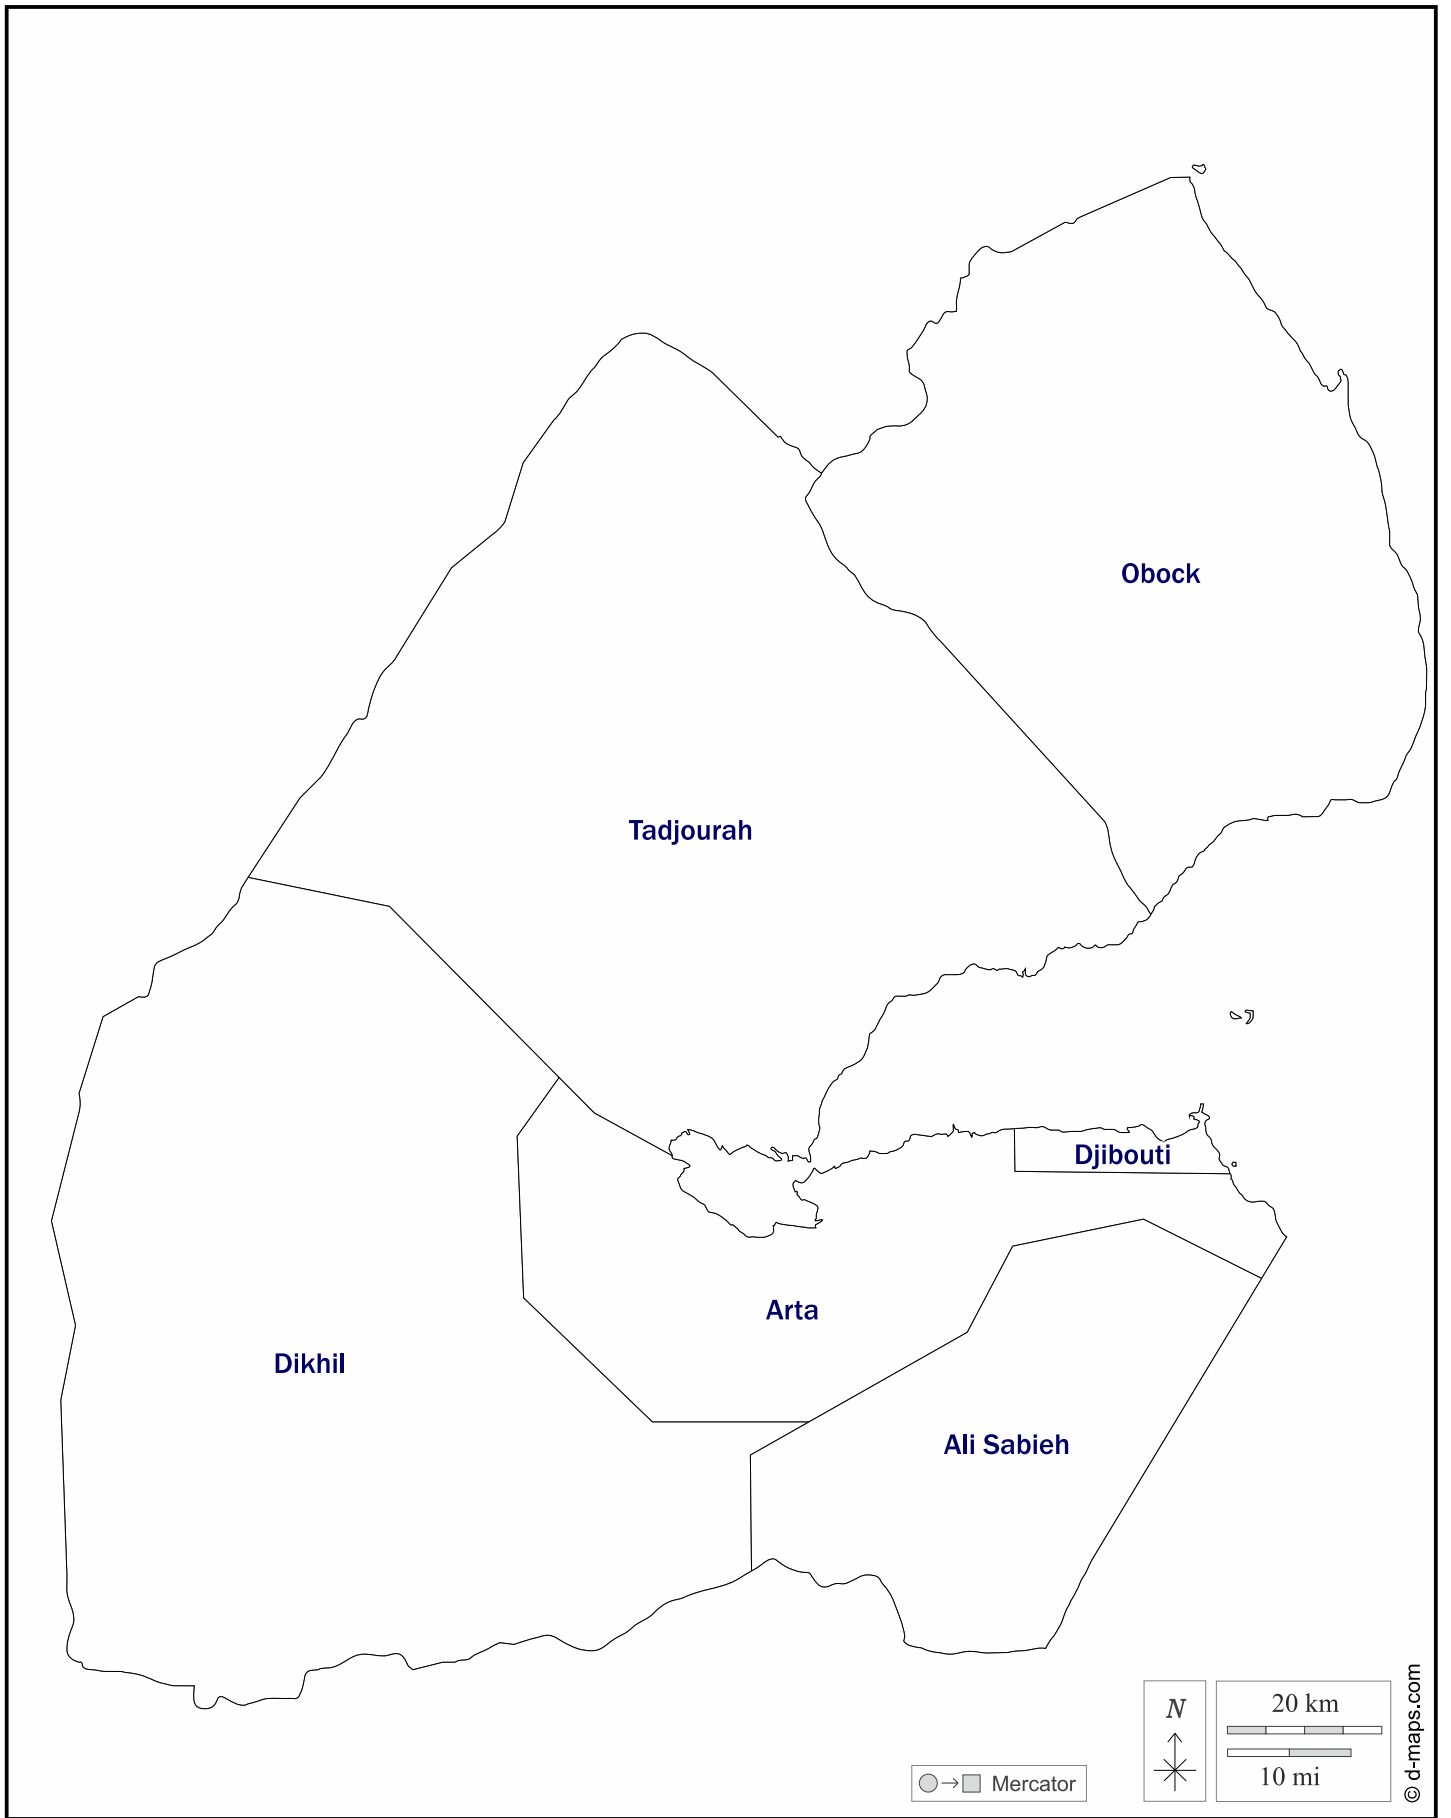 Obock
Tadjourah
Djibouti
Arta
Dikhil
Ali Sabieh
N
20 km
10 mi
Mercator
© d-maps.com